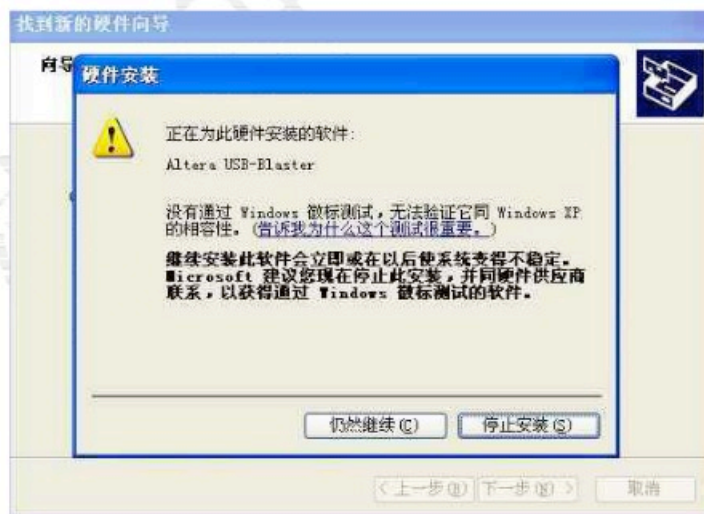 找到新的硬件向导
向导
硬件安装
正在为此硬件安装的软件:
Altera USB-Blaster
没有通过 Windows 徽标测试，无法验证它同 Windows XP
的相容性。(告诉我为什么这个测试很重要。)
继续安装此软件会立即或在以后使系统变得不稳定。
Microsoft 建议您现在停止此安装，并同硬件供应商
联系，以获得通过 Windows 徽标测试的软件。
仍然继续(C) 停止安装(S)
<上一步(B) 下一步(N)> 取消